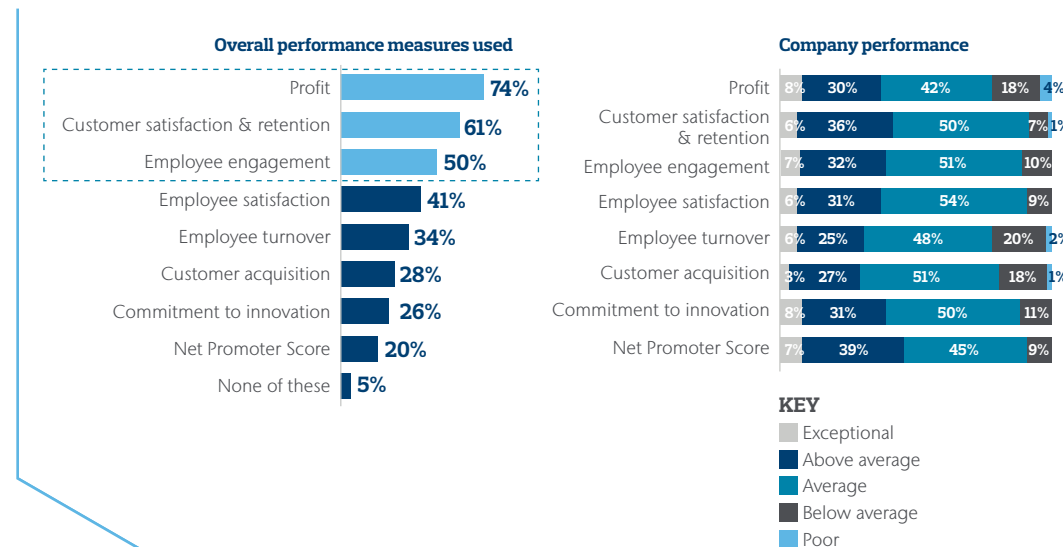 Overall performance measures used
Profit 74%
Customer satisfaction & retention 61%
Employee engagement 50%
Employee satisfaction 41%
Employee turnover 34%
Customer acquisition 28%
Commitment to innovation 26%
Net Promoter Score 20%
None of these 5%
Company performance
Profit 8% 30% 42% 18% 4%
Customer satisfaction
& retention 6% 36% 50% 7% 1%
Employee engagement 7% 32% 51% 10%
Employee satisfaction 6% 31% 54% 9%
Employee turnover 6% 25% 48% 20% 2%
Customer acquisition 3% 27% 51% 18% 1%
Commitment to innovation 8% 31% 50% 11%
Net Promoter Score 7% 39% 45% 9%
KEY
Exceptional
Above average
Average
Below average
Poor